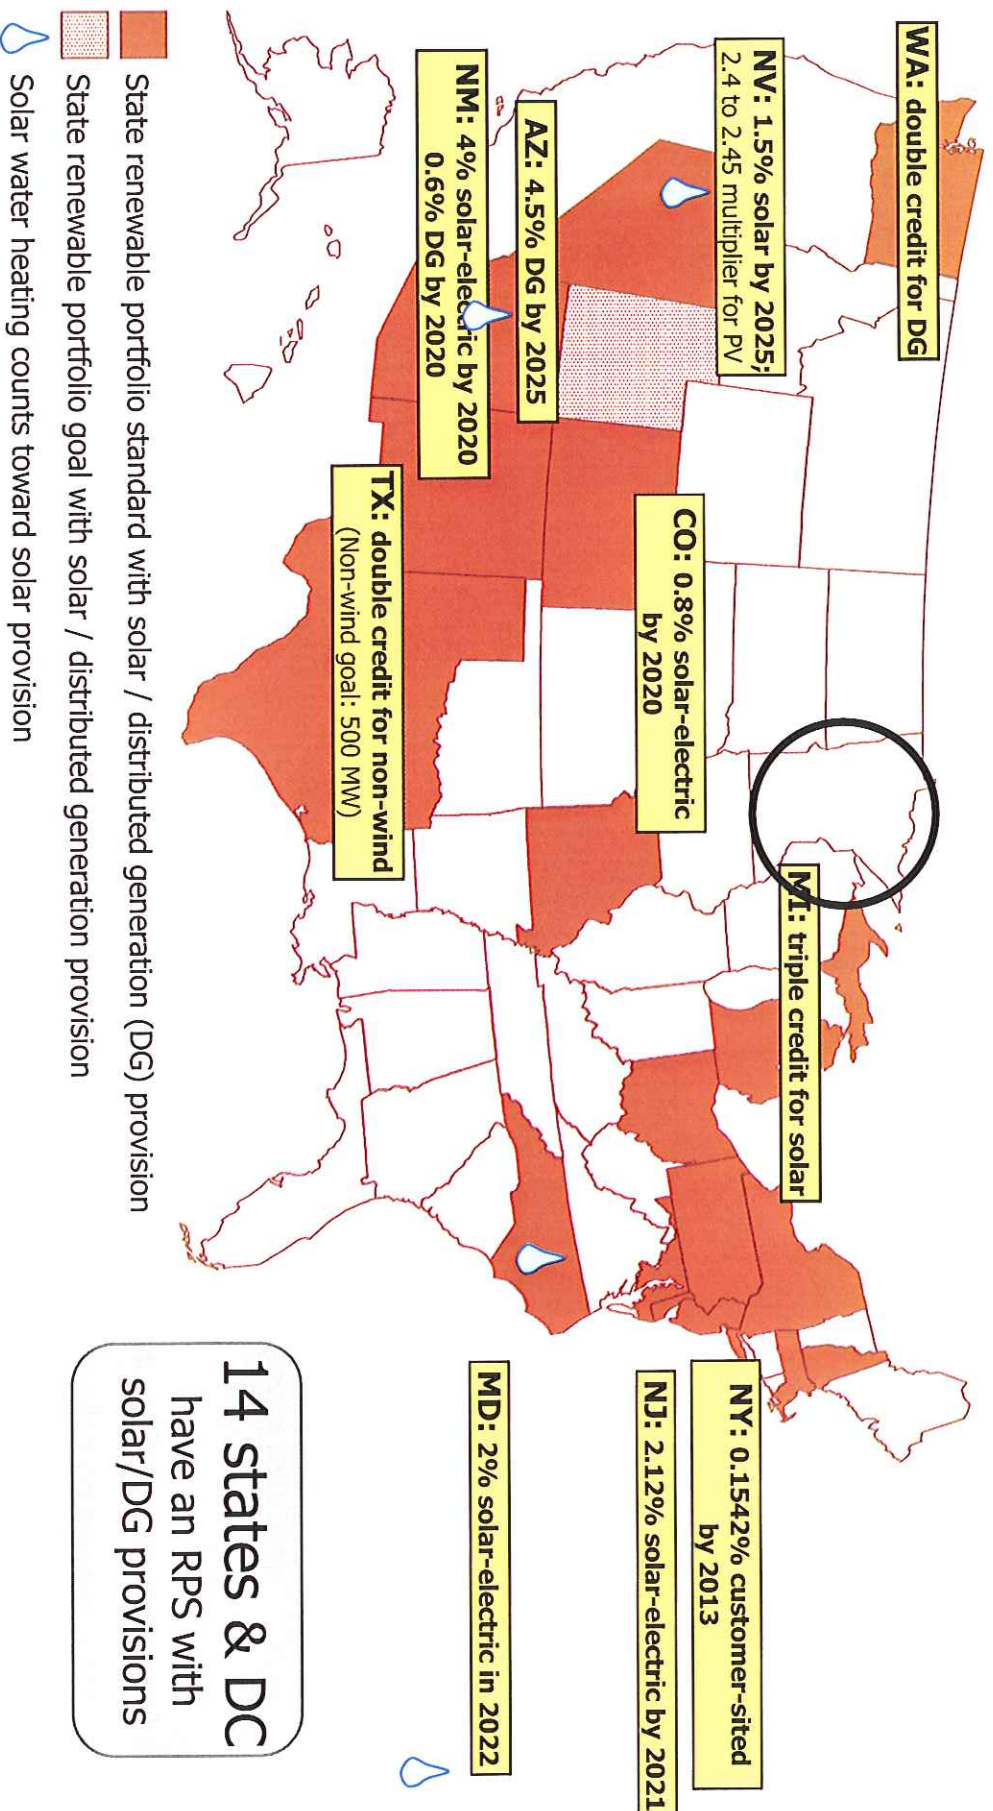 WA: double credit for DG
NV: 1.5% solar by 2025;
2.4 to 2.45 multiplier for PV
AZ: 4.5% DG by 2025
NM: 4% solar-electric by 2020
0.6% DG by 2020
TX: double credit for non-wind
(Non-wind goal: 500 MW)
CO: 0.8% solar-electric
by 2020
MI: triple credit for solar
NY: 0.1542% customer-sited
by 2013
NJ: 2.12% solar-electric by 2021
MD: 2% solar-electric in 2022
State renewable portfolio standard with solar / distributed generation (DG) provision
State renewable portfolio goal with solar / distributed generation provision
Solar water heating counts toward solar provision
14 states & DC
have an RPS with
solar/DG provisions